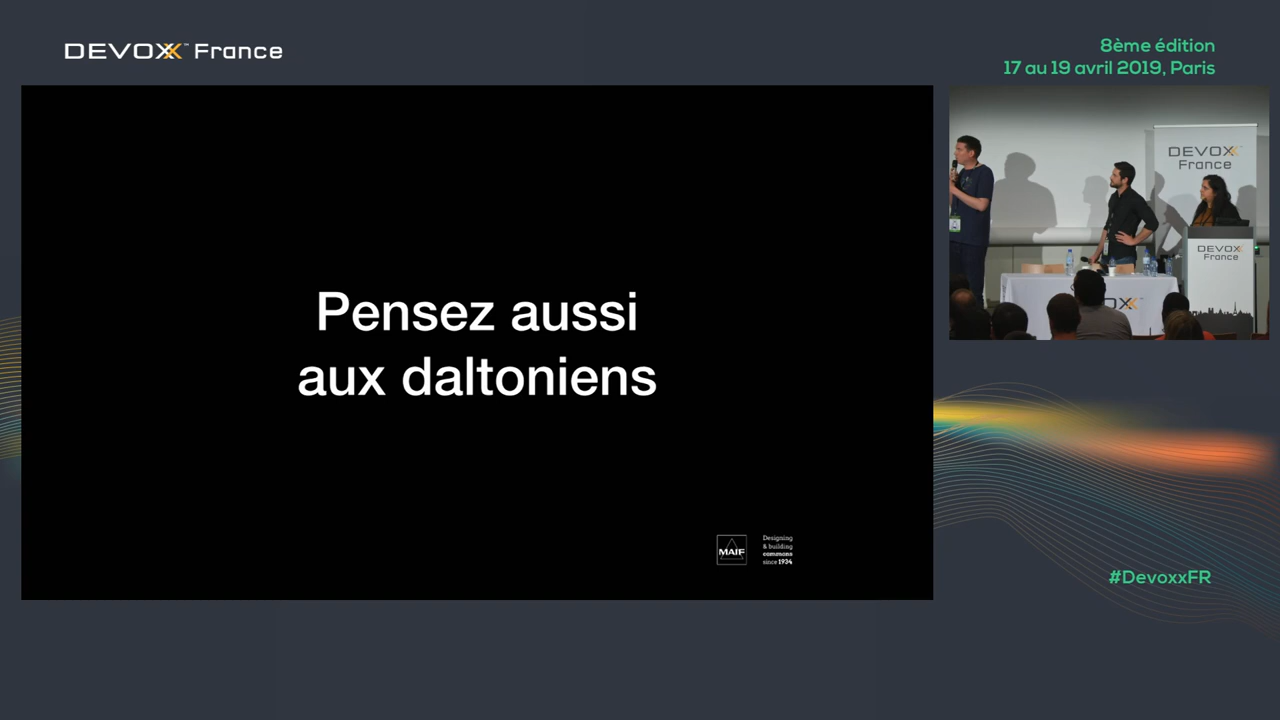 DEVOXX™ France
8ème édition
17 au 19 avril 2019, Paris
Pensez aussi
aux daltoniens
MAIF
Designing
& building
commons
since 1934
DEVOXX
France
DEVOXX
France
#DevoxxFR